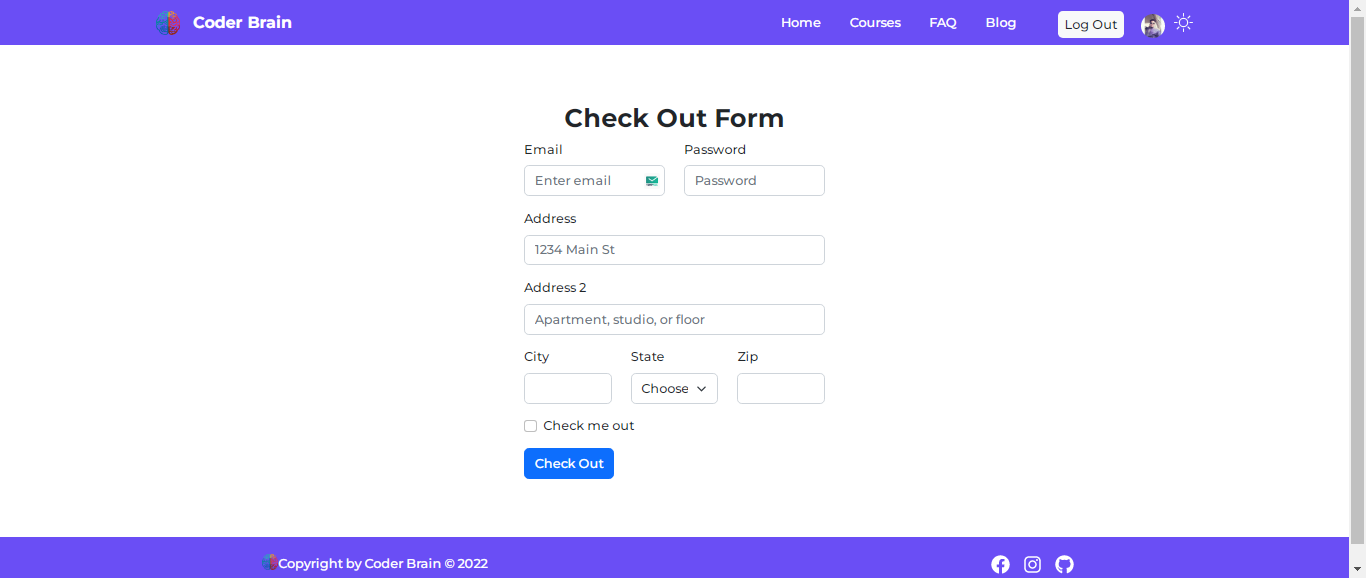 Coder Brain Home Courses FAQ Blog Log Out
Check Out Form
Email Password
Enter email Password
Address
1234 Main St
Address 2
Apartment, studio, or floor
City State Zip
Choose
Check me out
Check Out
Copyright by Coder Brain © 2022